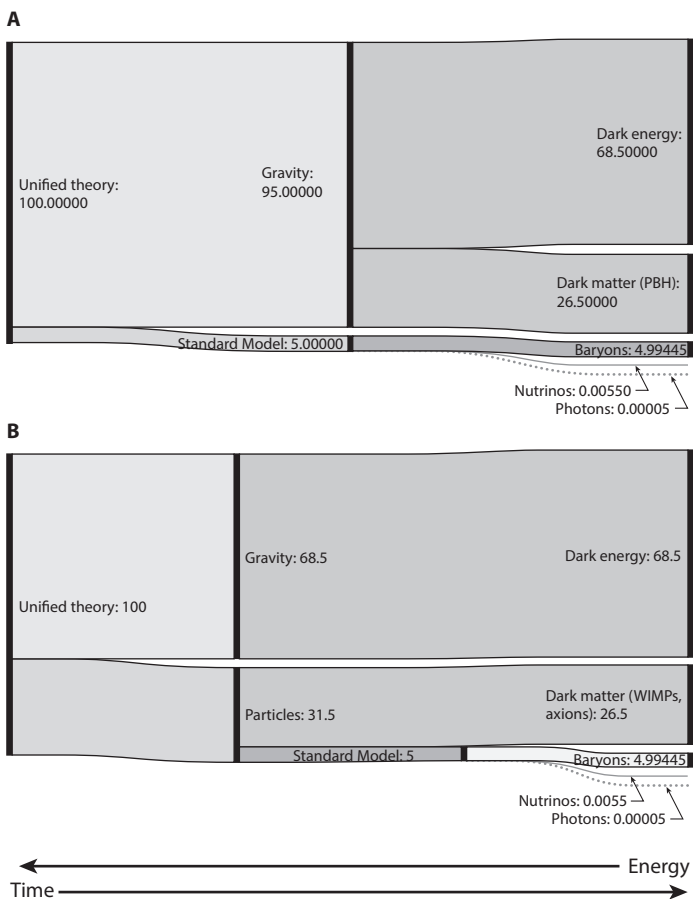 A
Dark energy:
68.50000
Gravity:
95.00000
Unified theory:
100.00000
Dark matter (PBH):
26.50000
Standard Model: 5.00000
Baryons: 4.99445
Nutrinos: 0.00550
Photons: 0.00005
B
Gravity: 68.5
Dark energy: 68.5
Unified theory: 100
Particles: 31.5
Dark matter (WIMPs,
axions): 26.5
Standard Model: 5
Baryons: 4.99445
Nutrinos: 0.0055
Photons: 0.00005
Energy
Time